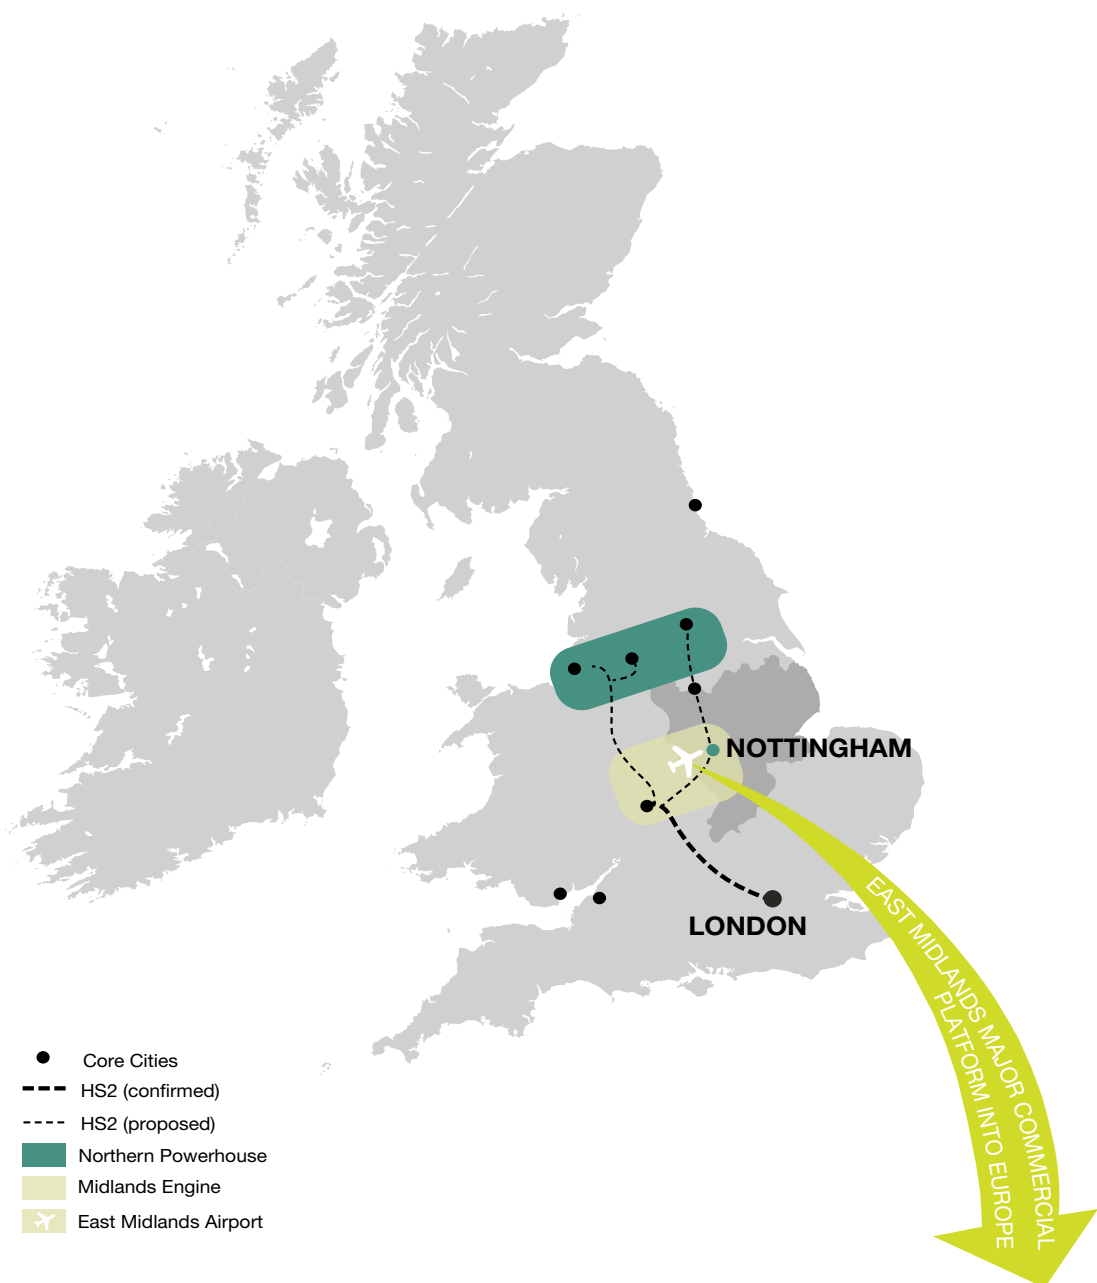 NOTTINGHAM
LONDON
EAST MIDLANDS MAJOR COMMERCIAL
PLATFORM INTO EUROPE
Core Cities
HS2 (confirmed)
HS2 (proposed)
Northern Powerhouse
Midlands Engine
East Midlands Airport